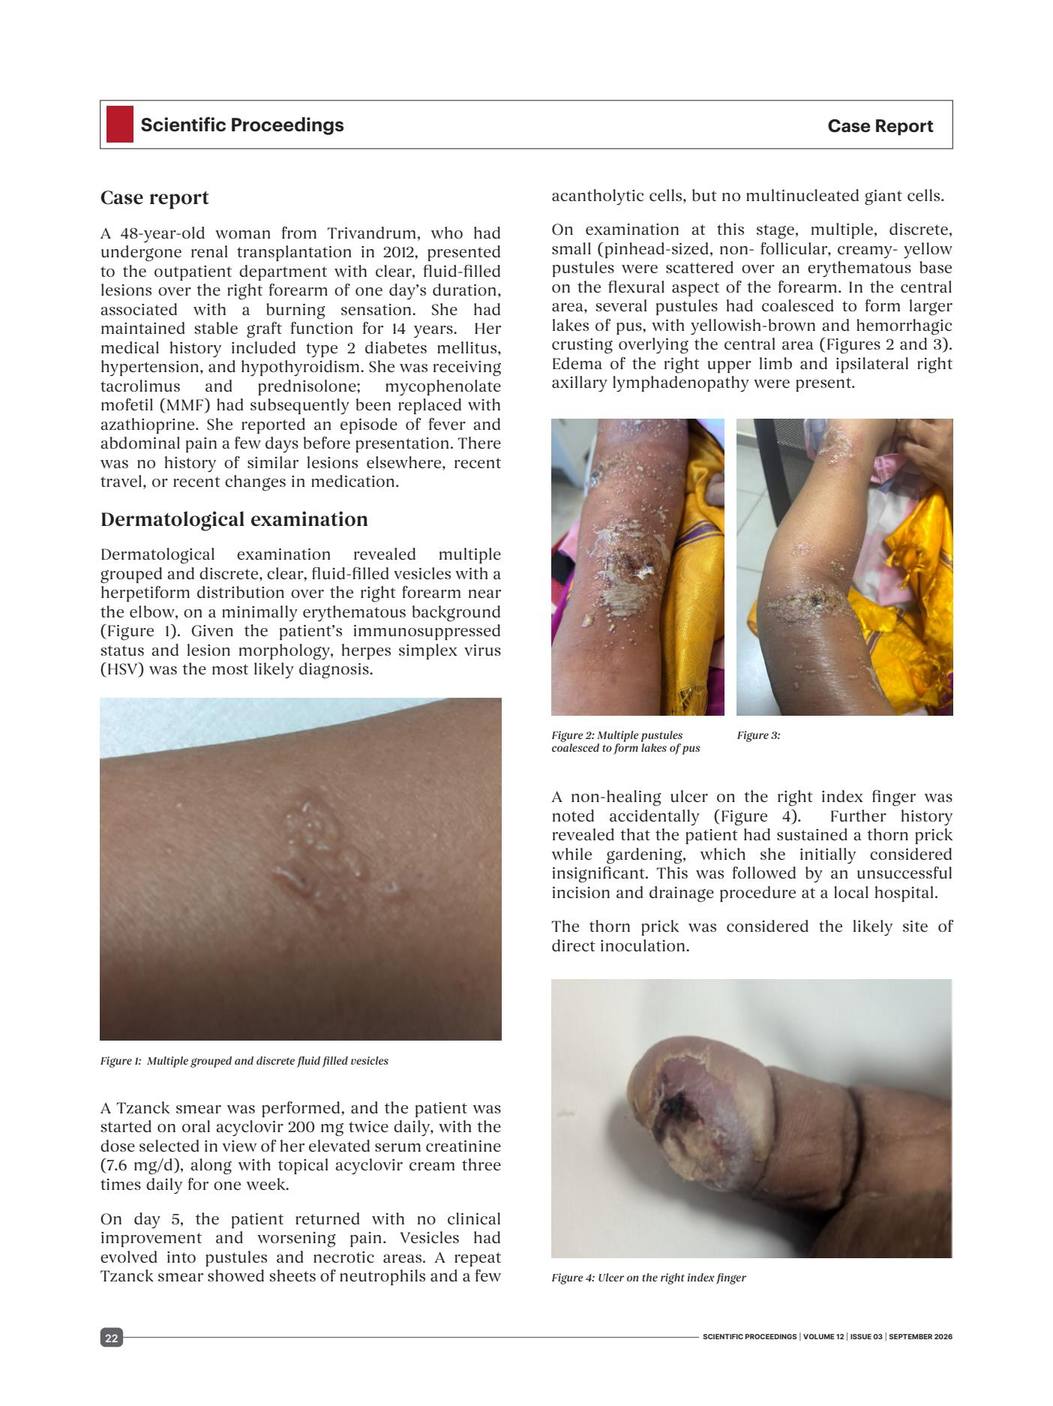 Scientific Proceedings
Case Report
Case report
A 48-year-old woman from Trivandrum, who had
undergone renal transplantation in 2012, presented
to the outpatient department with clear, fluid-filled
lesions over the right forearm of one day's duration,
associated with a burning sensation. She had
maintained stable graft function for 14 years. Her
medical history included type 2 diabetes mellitus,
hypertension, and hypothyroidism. She was receiving
tacrolimus and prednisolone; mycophenolate
mofetil (MMF) had subsequently been replaced with
azathioprine. She reported an episode of fever and
abdominal pain a few days before presentation. There
was no history of similar lesions elsewhere, recent
travel, or recent changes in medication.
Dermatological examination
Dermatological examination revealed multiple
grouped and discrete, clear, fluid-filled vesicles with a
herpetiform distribution over the right forearm near
the elbow, on a minimally erythematous background
(Figure 1). Given the patient's immunosuppressed
status and lesion morphology, herpes simplex virus
(HSV) was the most likely diagnosis.
Figure 1: Multiple grouped and discrete fluid filled vesicles
A Tzanck smear was performed, and the patient was
started on oral acyclovir 200 mg twice daily, with the
dose selected in view of her elevated serum creatinine
(7.6 mg/d), along with topical acyclovir cream three
times daily for one week.
On day 5, the patient returned with no clinical
improvement and worsening pain. Vesicles had
evolved into pustules and necrotic areas. A repeat
Tzanck smear showed sheets of neutrophils and a few
acantholytic cells, but no multinucleated giant cells.
On examination at this stage, multiple, discrete,
small (pinhead-sized, non- follicular, creamy- yellow
pustules were scattered over an erythematous base
on the flexural aspect of the forearm. In the central
area, several pustules had coalesced to form larger
lakes of pus, with yellowish-brown and hemorrhagic
crusting overlying the central area (Figures 2 and 3).
Edema of the right upper limb and ipsilateral right
axillary lymphadenopathy were present.
Figure 2: Multiple pustules
coalesced to form lakes of pus
Figure 3:
A non-healing ulcer on the right index finger was
noted accidentally (Figure 4). Further history
revealed that the patient had sustained a thorn prick
while gardening, which she initially considered
insignificant. This was followed by an unsuccessful
incision and drainage procedure at a local hospital.
The thorn prick was considered the likely site of
direct inoculation.
Figure 4: Ulcer on the right index finger
22
SCIENTIFIC PROCEEDINGS | VOLUME 12 | ISSUE 03 | SEPTEMBER 2026